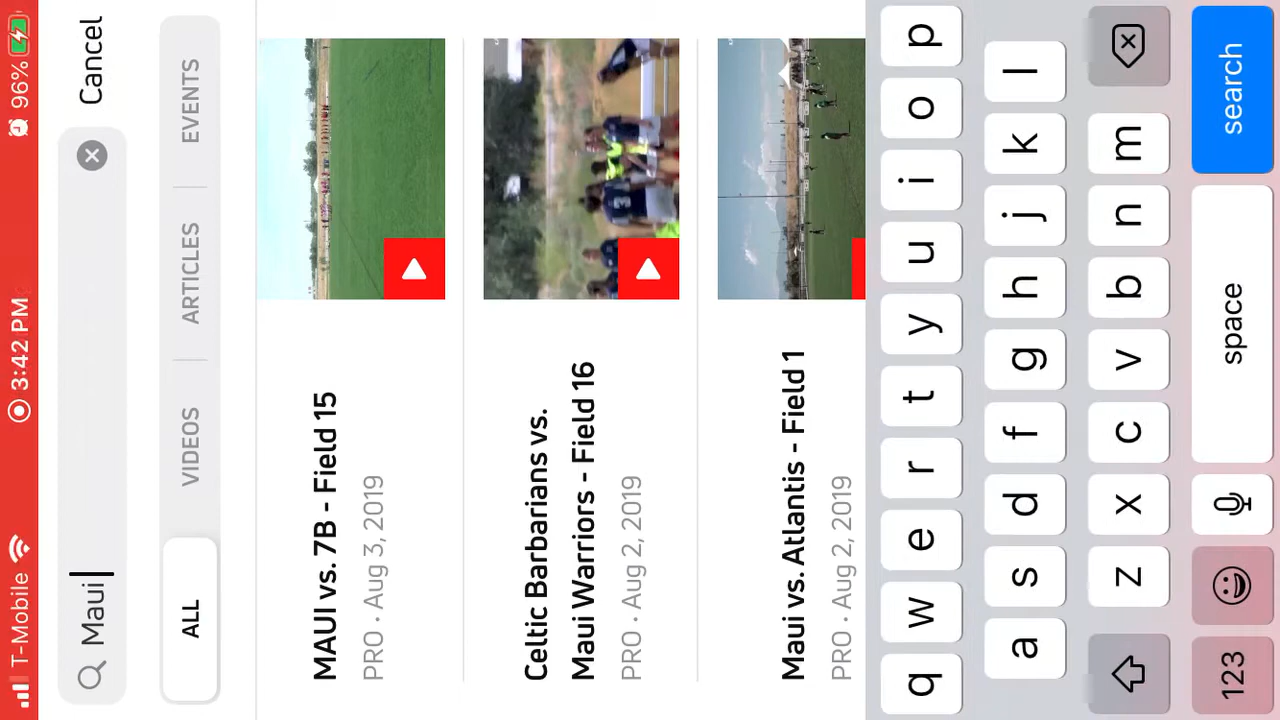 T-Mobile 3:42 PM 96%
Maui Cancel
ALL VIDEOS ARTICLES EVENTS
MAUI vs. 7B - Field 15
PRO • Aug 3, 2019
Celtic Barbarians vs.
Maui Warriors - Field 16
PRO • Aug 2, 2019
Maui vs. Atlantis - Field 1
PRO • Aug 2, 2019
q w e r t y u i o p
a s d f g h j k l
z x c v b n m
123 space search